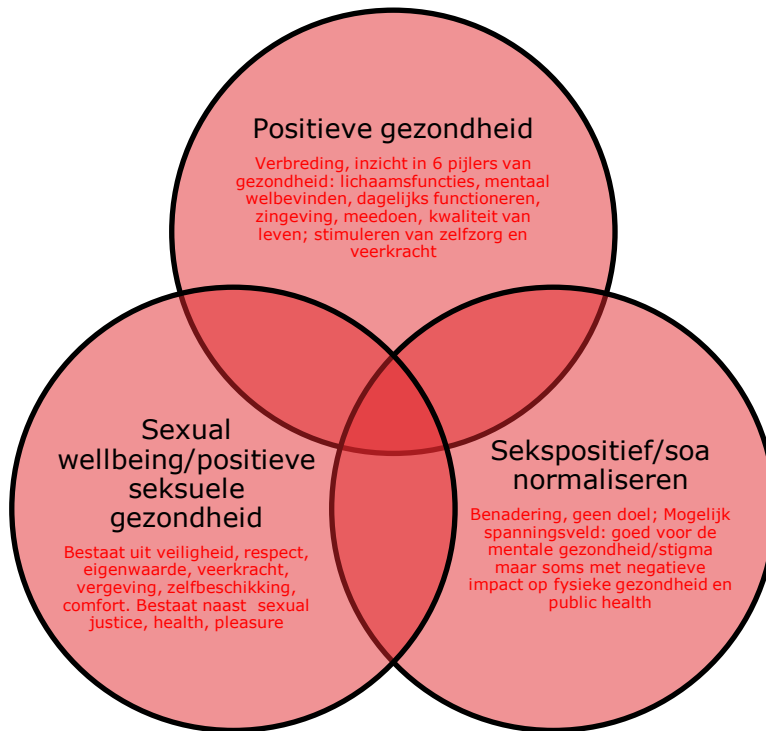 Positieve gezondheid
Verbreding, inzicht in 6 pijlers van
gezondheid: lichaamsfuncties, mentaal
welbevinden, dagelijks functioneren,
zingeving, meedoen, kwaliteit van
leven; stimuleren van zelfzorg en
veerkracht
Sexual
wellbeing/positieve
seksuele
gezondheid
Bestaat uit veiligheid, respect,
eigenwaarde, veerkracht,
vergeving, zelfbeschikking,
comfort. Bestaat naast sexual
justice, health, pleasure
Sekspositief/soa
normaliseren
Benadering, geen doel; Mogelijk
spanningsveld: goed voor de
mentale gezondheid/stigma
maar soms met negatieve
impact op fysieke gezondheid en
public health